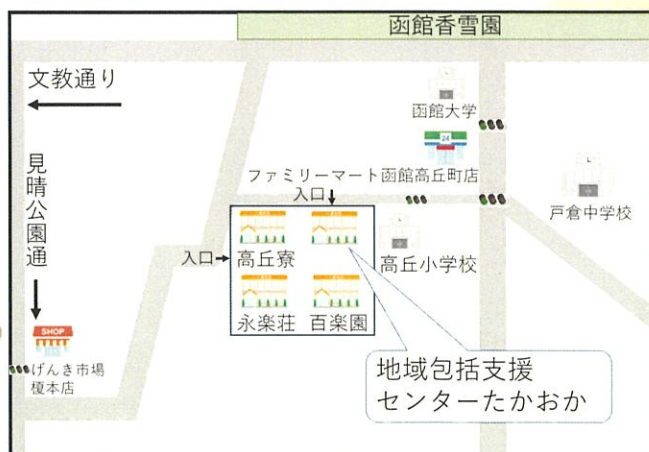 函館香雪園
文教通り
函館大学
24
見晴公園通
ファミリーマート函館高丘町店
入口
戸倉中学校
入口
高丘寮
高丘小学校
永楽荘
百楽園
SHOP
げんき市場
榎本店
地域包括支援
センターたかおか